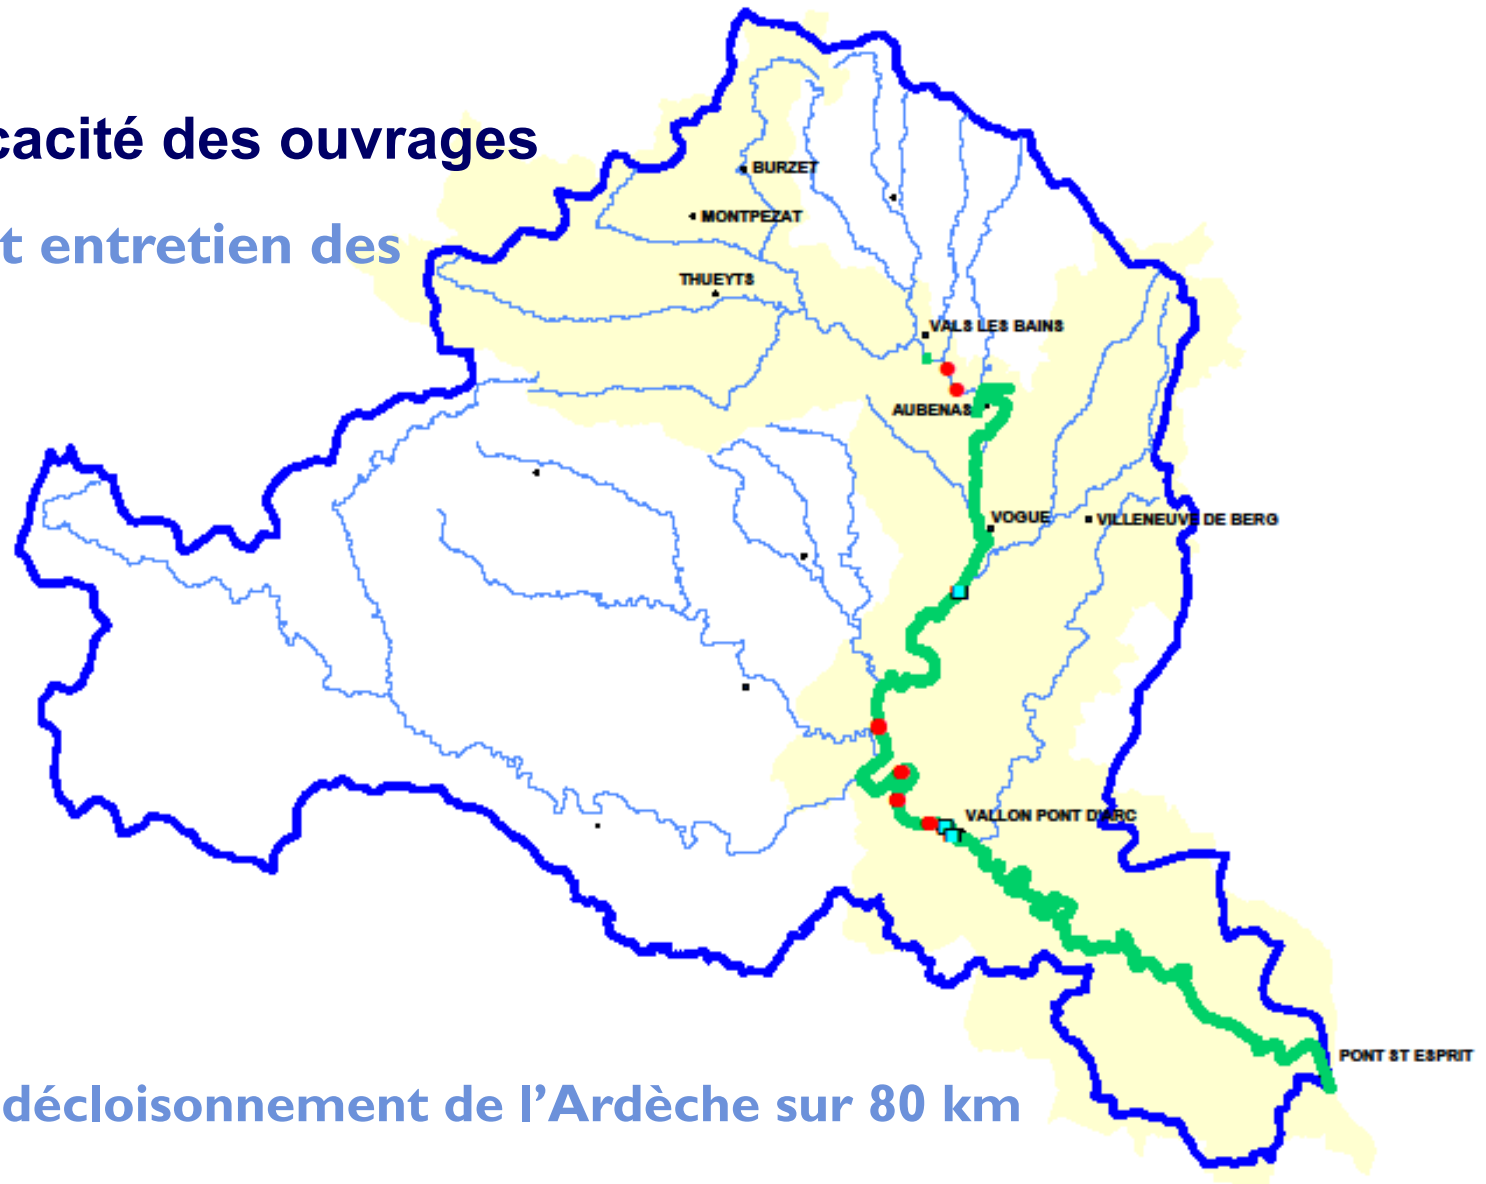 cacité des ouvrages
t entretien des
BURZET
MONTPEZAT
THUEYTS
VALS LES BAINS
AUBENAS
VOGUE
VILLENEUVE DE BERG
VALLON PONT D'ARC
PONT ST ESPRIT
décloisonnement de l’Ardèche sur 80 km